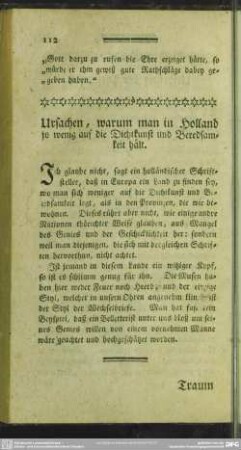 112
„Gott darzu zu rufen die Ehre erzeiget hätte, so
„würde er ihm gewiß gute Rathschläge dabey ge-
„geben haben.“
Ursachen, warum man in Holland
so wenig auf die Dichtkunst und Beredsam-
keit hält.
Ich glaube nicht, sagt ein holländischer Schrift-
steller, daß in Europa ein Land zu finden sey,
wo man sich weniger auf die Dichtkunst und Be-
redsamkeit legt, als in den Provinzen, die wir be-
wohnen. Dieses rührt aber nicht, wie einige andre
Nationen thörichter Weise glauben, aus Mangel
des Genies und der Geschicklichkeit her; sondern
weil man diejenigen, die sich mit dergleichen Schrif-
ten hervorthun, nicht achtet.
Ist jemand in diesem Lande ein witziger Kopf,
so ist es schlimm genug für ihn. Die Musen ha-
ben hier weder Feuer noch Heerd; und der einzige
Styl, welcher in unsern Ohren angenehm ist
der Styl der Wechselbriefe. Man hat kein
Beyspiel, daß ein Belletterist unter uns bloß um sei-
nes Genies willen von einem vornehmen Manne
wäre geachtet und hochgeschätzet worden.
Traum